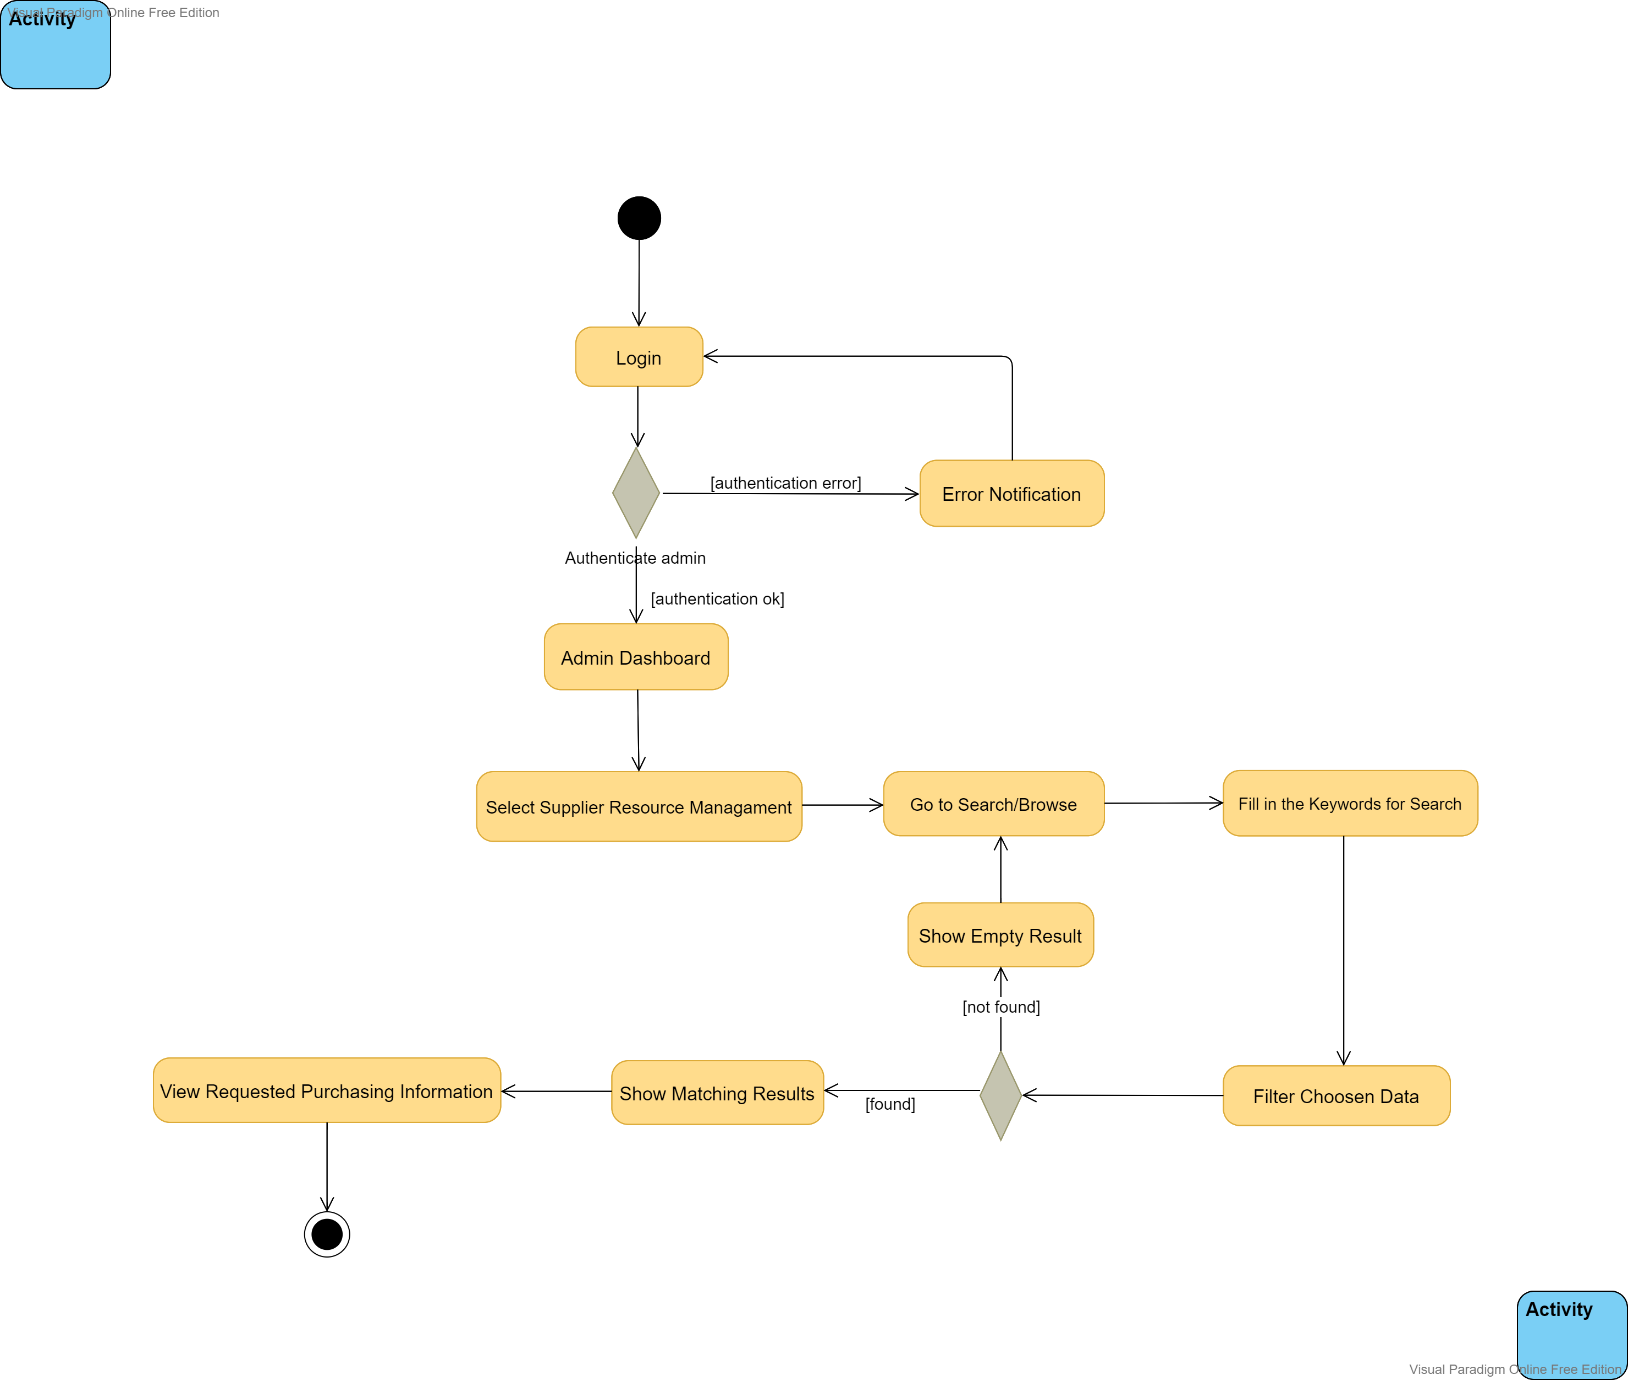 Activity
Visual Paradigm Online Free Edition
Login
[authentication error]
Error Notification
Authenticate admin
[authentication ok]
Admin Dashboard
Select Supplier Resource Managament
Go to Search/Browse
Fill in the Keywords for Search
Show Empty Result
[not found]
View Requested Purchasing Information
Show Matching Results
[found]
Filter Choosen Data
Activity
Visual Paradigm Online Free Edition